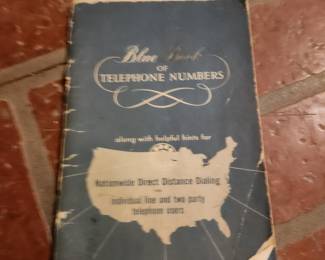 Blue Book
OF
TELEPHONE NUMBERS
along with helpful hints for
Nationwide Direct Distance Dialing
individual line and two party
telephone users